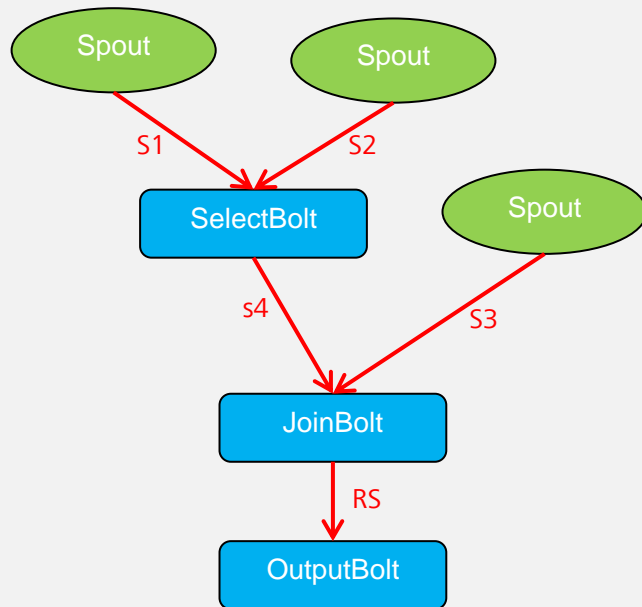 Spout
Spout
S1
S2
SelectBolt
Spout
s4
S3
JoinBolt
RS
OutputBolt